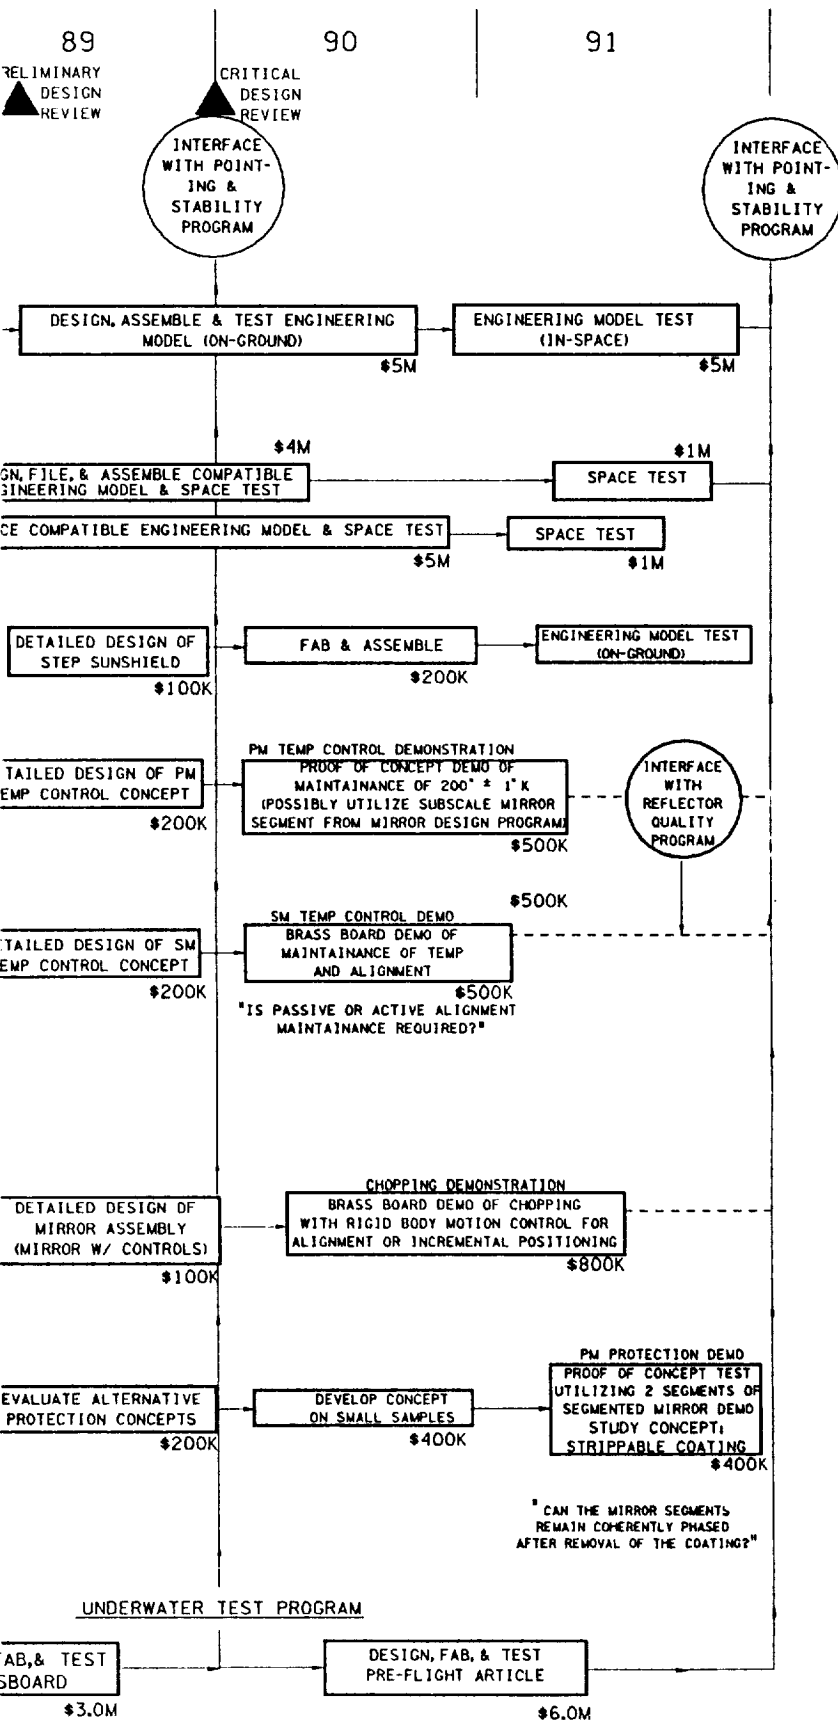 89
90
91
RELIMINARY
DESIGN
REVIEW
CRITICAL
DESIGN
REVIEW
INTERFACE
WITH POINT-
ING &
STABILITY
PROGRAM
INTERFACE
WITH POINT-
ING &
STABILITY
PROGRAM
DESIGN, ASSEMBLE & TEST ENGINEERING
MODEL (ON-GROUND)
$5M
ENGINEERING MODEL TEST
(IN-SPACE)
$5M
$4M
GN, FILE, & ASSEMBLE COMPATIBLE
GINEERING MODEL & SPACE TEST
$1M
SPACE TEST
CE COMPATIBLE ENGINEERING MODEL & SPACE TEST
$5M
SPACE TEST
$1M
DETAILED DESIGN OF
STEP SUNSHIELD
$100K
FAB & ASSEMBLE
$200K
ENGINEERING MODEL TEST
(ON-GROUND)
TAILED DESIGN OF PM
EMP CONTROL CONCEPT
$200K
PM TEMP CONTROL DEMONSTRATION
PROOF OF CONCEPT DEMO OF
MAINTAINANCE OF 200° ± 1°K
(POSSIBLY UTILIZE SUBSCALE MIRROR
SEGMENT FROM MIRROR DESIGN PROGRAM)
$500K
INTERFACE
WITH
REFLECTOR
QUALITY
PROGRAM
$500K
TAILED DESIGN OF SM
EMP CONTROL CONCEPT
$200K
SM TEMP CONTROL DEMO
BRASS BOARD DEMO OF
MAINTAINANCE OF TEMP
AND ALIGNMENT
$500K
"IS PASSIVE OR ACTIVE ALIGNMENT
MAINTAINANCE REQUIRED?"
DETAILED DESIGN OF
MIRROR ASSEMBLY
(MIRROR W/ CONTROLS)
$100K
CHOPPING DEMONSTRATION
BRASS BOARD DEMO OF CHOPPING
WITH RIGID BODY MOTION CONTROL FOR
ALIGNMENT OR INCREMENTAL POSITIONING
$800K
EVALUATE ALTERNATIVE
PROTECTION CONCEPTS
$200K
DEVELOP CONCEPT
ON SMALL SAMPLES
$400K
PM PROTECTION DEMO
PROOF OF CONCEPT TEST
UTILIZING 2 SEGMENTS OF
SEGMENTED MIRROR DEMO
STUDY CONCEPT:
STRIPPABLE COATING
$400K
"CAN THE MIRROR SEGMENTS
REMAIN COHERENTLY PHASED
AFTER REMOVAL OF THE COATING?"
UNDERWATER TEST PROGRAM
FAB,& TEST
SBOARD
$3.0M
DESIGN, FAB, & TEST
PRE-FLIGHT ARTICLE
$6.0M